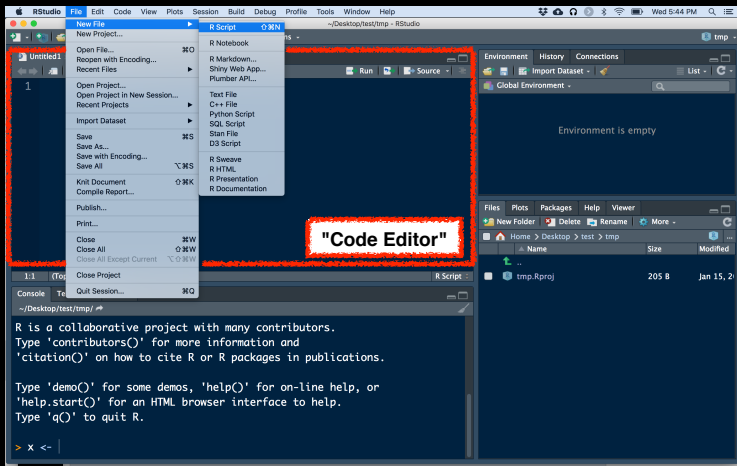 RStudio File Edit Code View Plots Session Build Debug Profile Tools Window Help Wed 5:44 PM
~/Desktop/test/tmp - RStudio
tmp
New File
New Project...
Open File... ⌘O
Reopen with Encoding...
Recent Files
Open Project...
Open Project in New Session...
Recent Projects
Import Dataset
Save ⌘S
Save As...
Save with Encoding...
Save All ⌥⌘S
Knit Document ⇧⌘K
Compile Report...
Publish...
Print...
Close ⌘W
Close All ⇧⌘W
Close All Except Current ⌥⇧⌘W
Close Project
Quit Session... ⌘Q
R Script ⇧⌘N
R Notebook
R Markdown...
Shiny Web App...
Plumber API...
Text File
C++ File
Python Script
SQL Script
Stan File
D3 Script
R Sweave
R HTML
R Presentation
R Documentation
Untitled1
Run Source
1
"Code Editor"
1:1 (Top R Script
Console Te
~/Desktop/test/tmp/
R is a collaborative project with many contributors.
Type 'contributors()' for more information and
'citation()' on how to cite R or R packages in publications.
Type 'demo()' for some demos, 'help()' for on-line help, or
'help.start()' for an HTML browser interface to help.
Type 'q()' to quit R.
> x <-
Environment History Connections
Import Dataset List
Global Environment
Environment is empty
Files Plots Packages Help Viewer
New Folder Delete Rename More
Home Desktop test tmp
Name Size Modified
..
tmp.Rproj 205 B Jan 15, 2